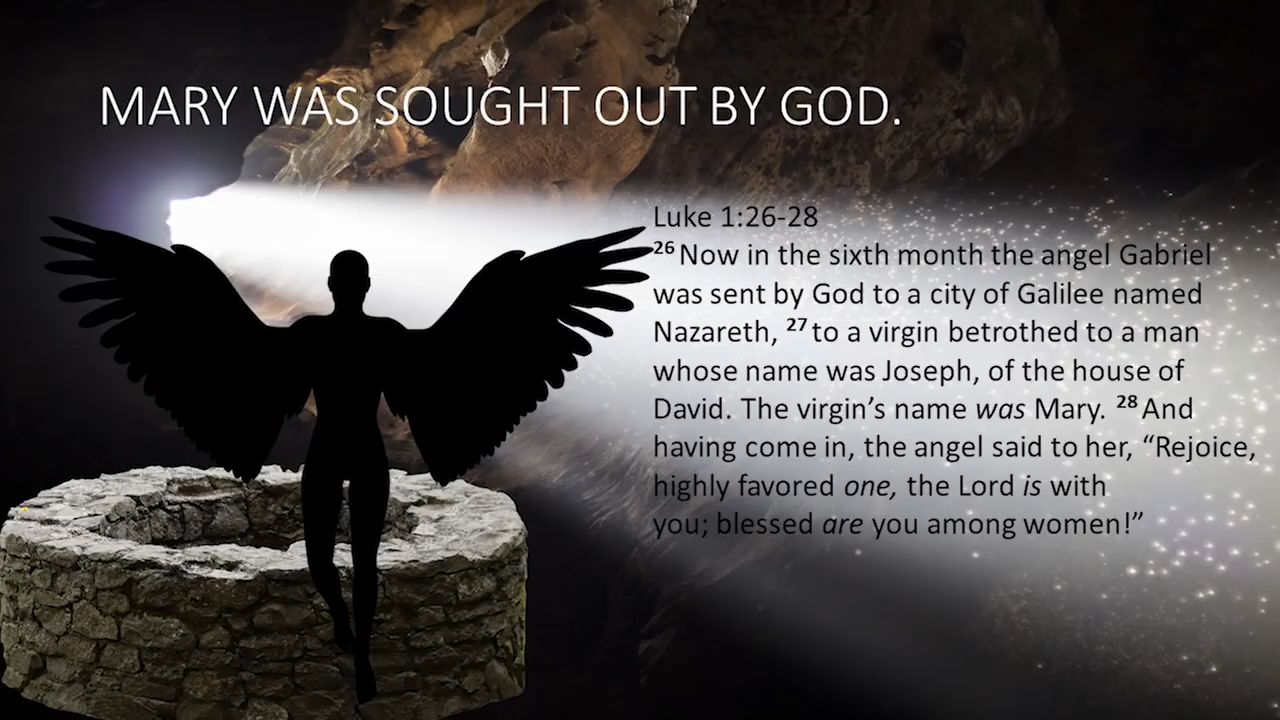 MARY WAS SOUGHT OUT BY GOD.
Luke 1:26-28
26 Now in the sixth month the angel Gabriel
was sent by God to a city of Galilee named
Nazareth, 27 to a virgin betrothed to a man
whose name was Joseph, of the house of
David. The virgin’s name was Mary. 28 And
having come in, the angel said to her, “Rejoice,
highly favored one, the Lord is with
you; blessed are you among women!”